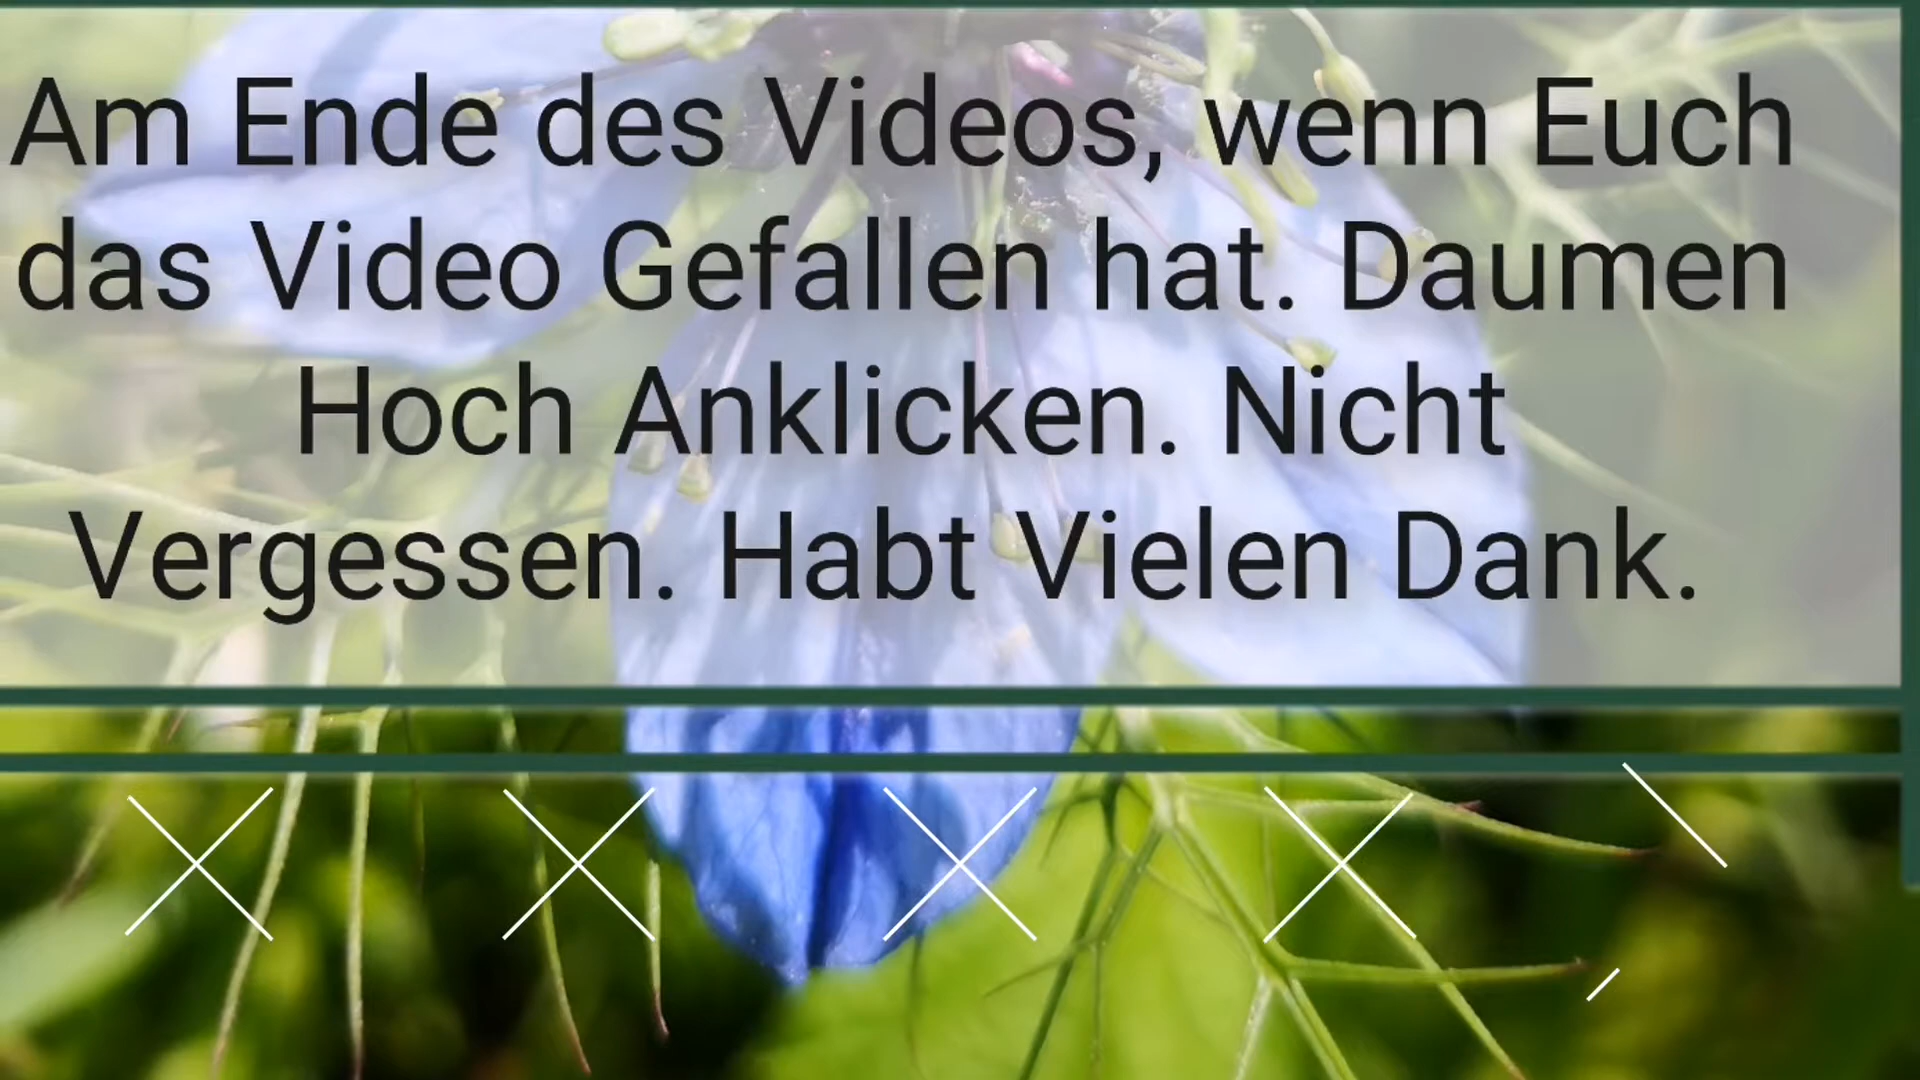 Am Ende des Videos, wenn Euch
das Video Gefallen hat. Daumen
Hoch Anklicken. Nicht
Vergessen. Habt Vielen Dank.